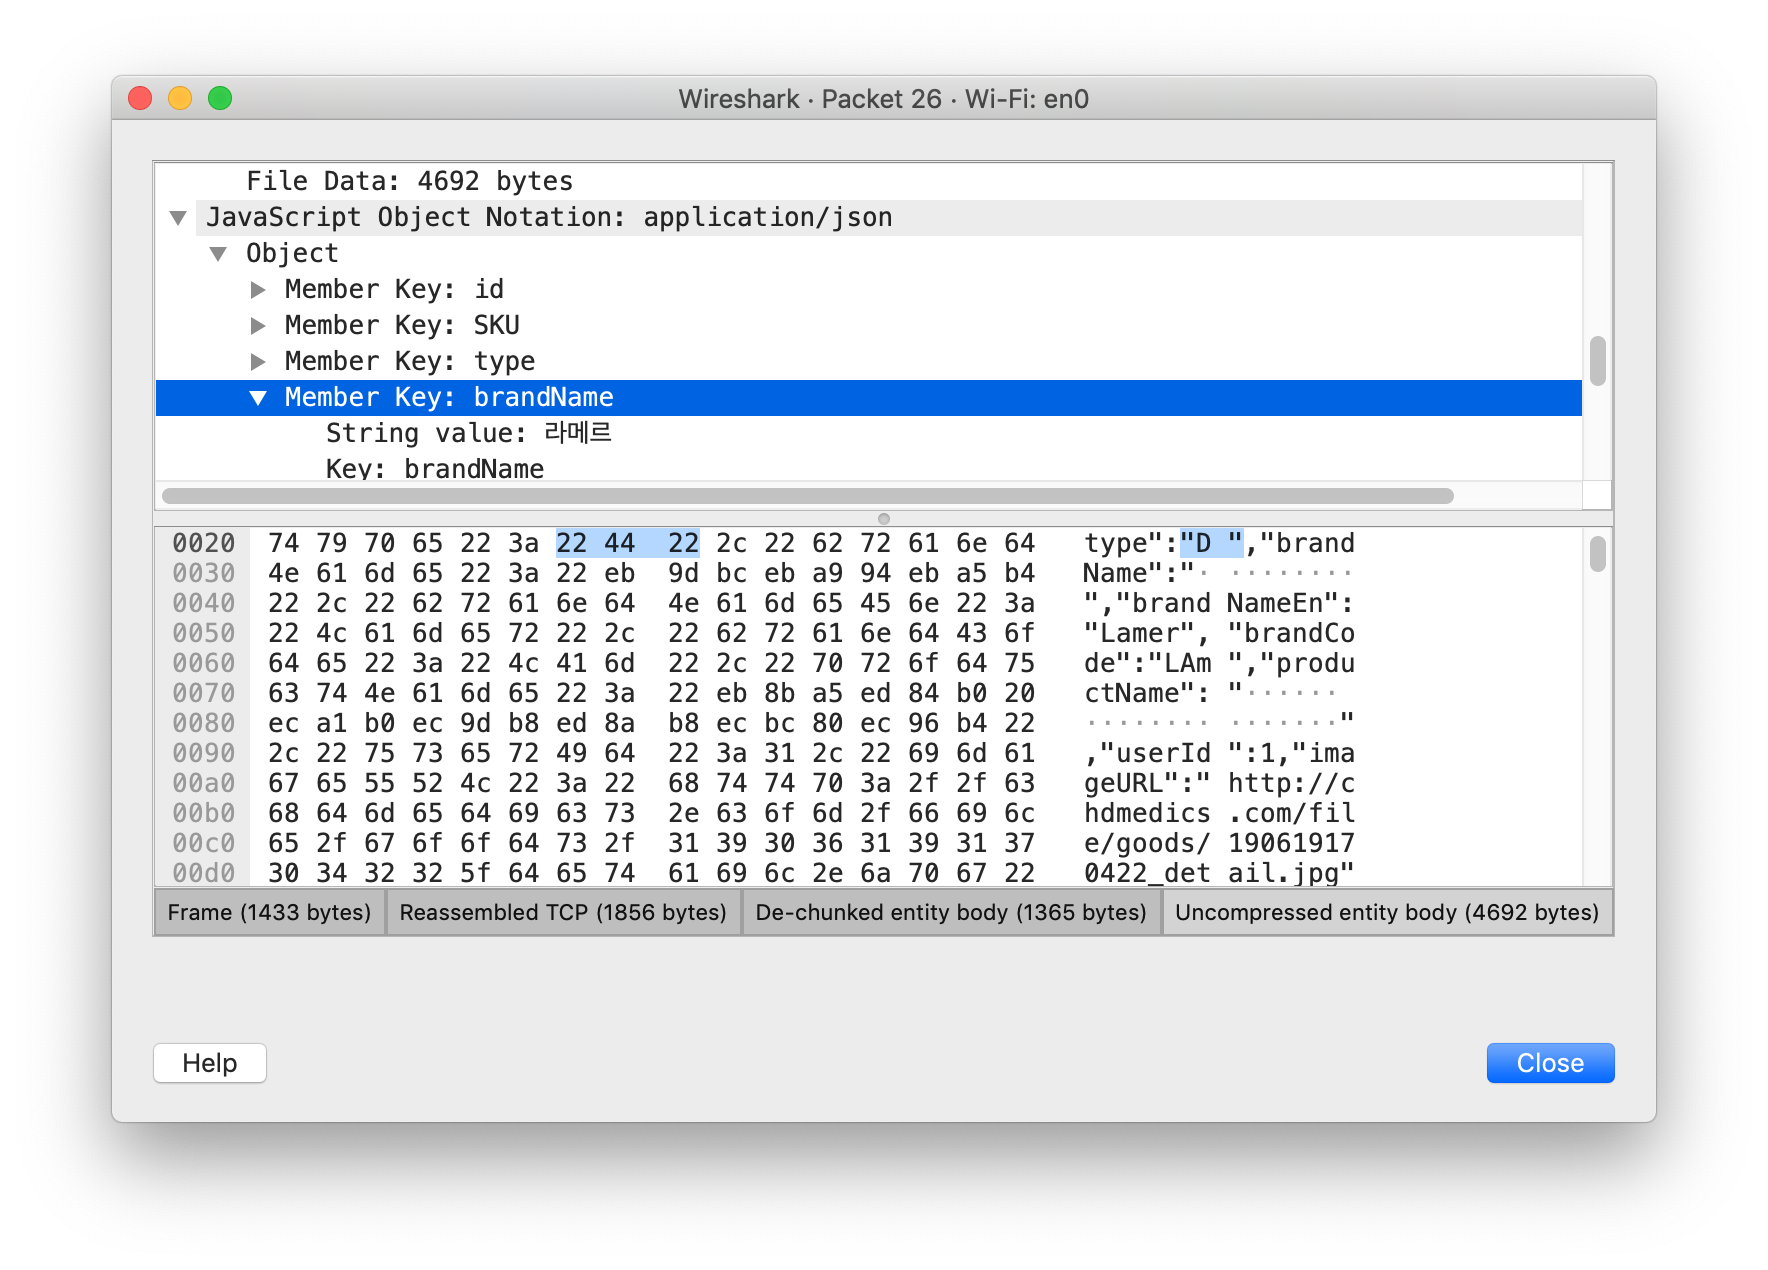 Wireshark · Packet 26 · Wi-Fi: en0
File Data: 4692 bytes
JavaScript Object Notation: application/json
Object
Member Key: id
Member Key: SKU
Member Key: type
Member Key: brandName
String value: 라메르
Key: brandName
0020 74 79 70 65 22 3a 22 44 22 2c 22 62 72 61 6e 64 type":"D ","brand
0030 4e 61 6d 65 22 3a 22 eb 9d bc eb a9 94 eb a5 b4 Name":"· ········
0040 22 2c 22 62 72 61 6e 64 4e 61 6d 65 45 6e 22 3a ","brand NameEn":
0050 22 4c 61 6d 65 72 22 2c 22 62 72 61 6e 64 43 6f "Lamer", "brandCo
0060 64 65 22 3a 22 4c 41 6d 22 2c 22 70 72 6f 64 75 de":"LAm ","produ
0070 63 74 4e 61 6d 65 22 3a 22 eb 8b a5 ed 84 b0 20 ctName": "······
0080 ec a1 b0 ec 9d b8 ed 8a b8 ec bc 80 ec 96 b4 22 ········ ·······"
0090 2c 22 75 73 65 72 49 64 22 3a 31 2c 22 69 6d 61 ,"userId ":1,"ima
00a0 67 65 55 52 4c 22 3a 22 68 74 74 70 3a 2f 2f 63 geURL":" http://c
00b0 68 64 6d 65 64 69 63 73 2e 63 6f 6d 2f 66 69 6c hdmedics .com/fil
00c0 65 2f 67 6f 6f 64 73 2f 31 39 30 36 31 39 31 37 e/goods/ 19061917
00d0 30 34 32 32 5f 64 65 74 61 69 6c 2e 6a 70 67 22 0422_det ail.jpg"
Frame (1433 bytes) Reassembled TCP (1856 bytes) De-chunked entity body (1365 bytes) Uncompressed entity body (4692 bytes)
Help Close